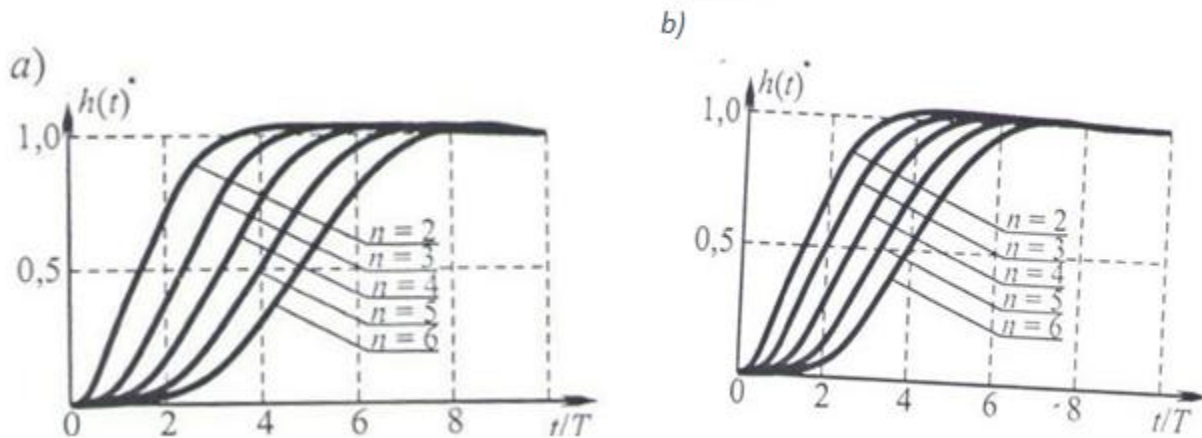 a)
h(t)
1,0
0,5
n = 2
n = 3
n = 4
n = 5
n = 6
0 2 4 6 8 t/T
b)
h(t)
1,0
0,5
n = 2
n = 3
n = 4
n = 5
n = 6
0 2 4 6 8 t/T